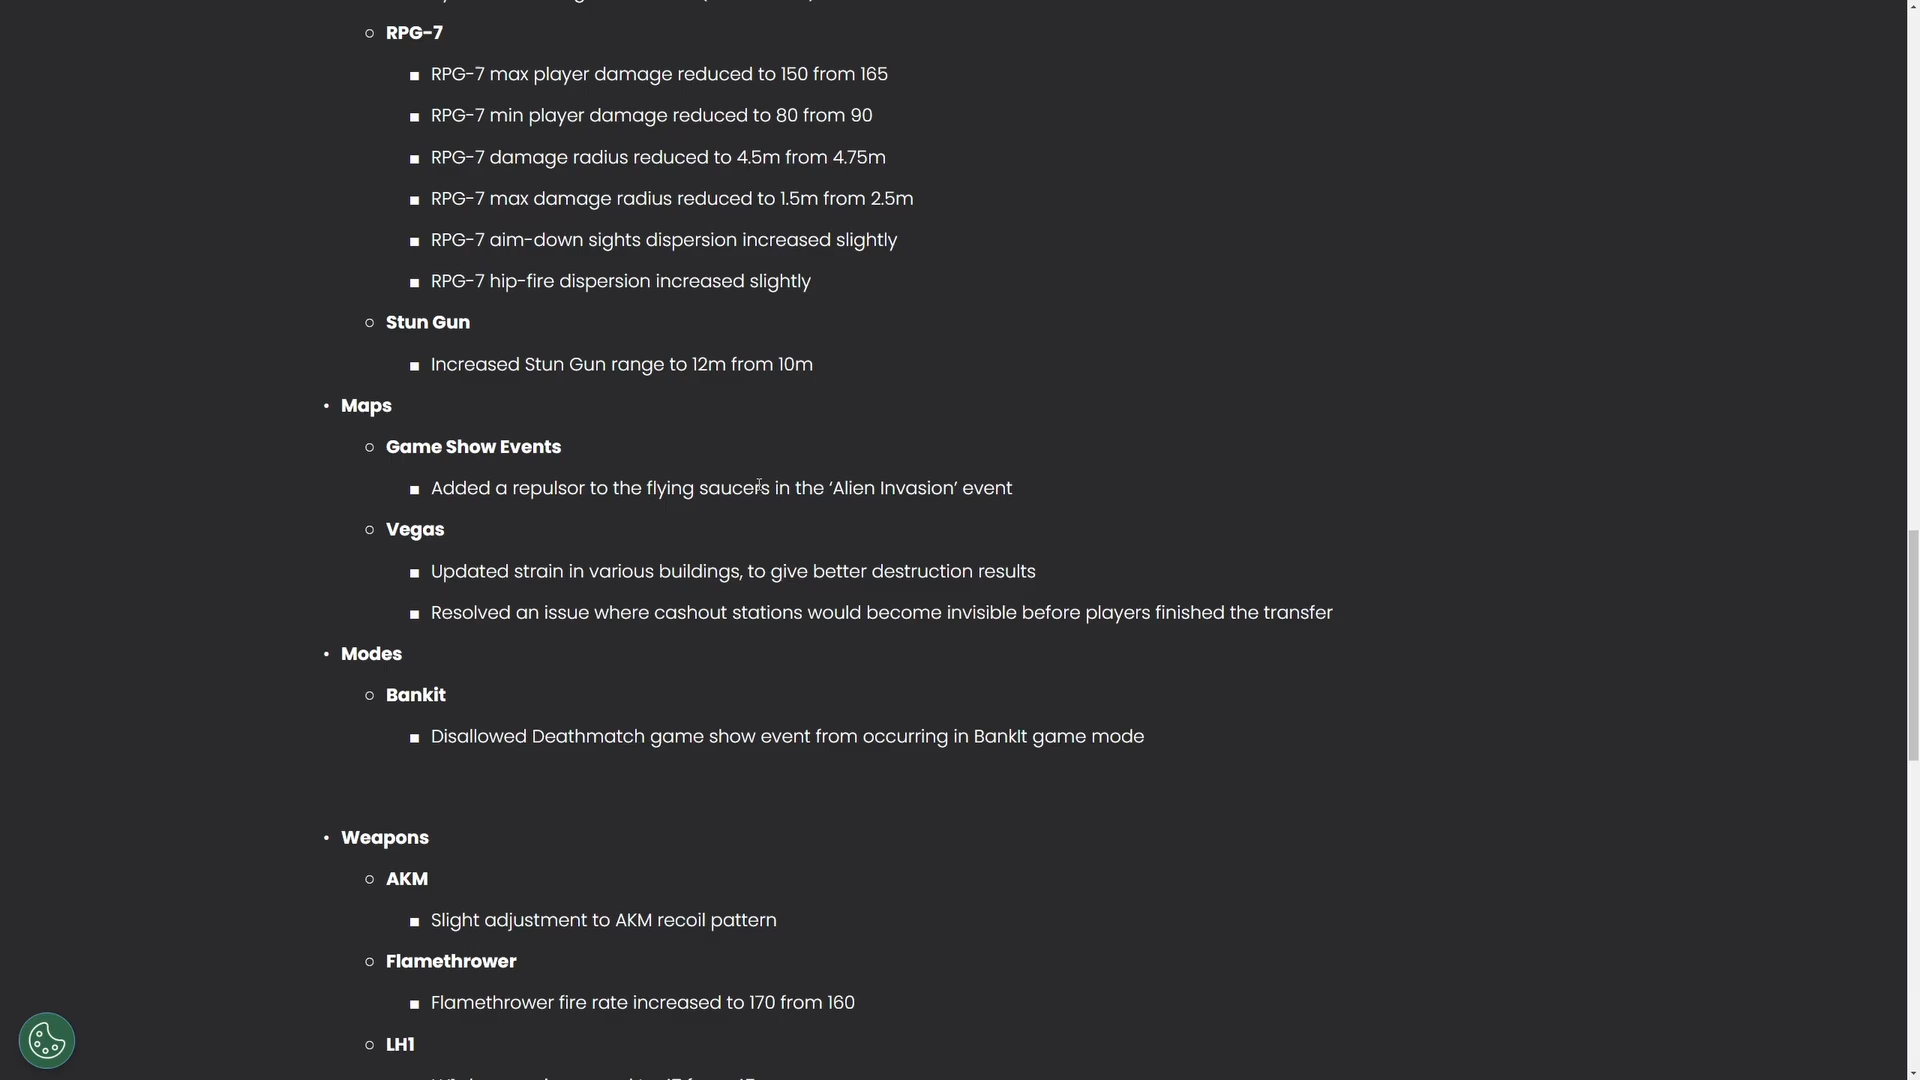 RPG-7
RPG-7 max player damage reduced to 150 from 165
RPG-7 min player damage reduced to 80 from 90
RPG-7 damage radius reduced to 4.5m from 4.75m
RPG-7 max damage radius reduced to 1.5m from 2.5m
RPG-7 aim-down sights dispersion increased slightly
RPG-7 hip-fire dispersion increased slightly
Stun Gun
Increased Stun Gun range to 12m from 10m
Maps
Game Show Events
Added a repulsor to the flying saucers in the ‘Alien Invasion’ event
Vegas
Updated strain in various buildings, to give better destruction results
Resolved an issue where cashout stations would become invisible before players finished the transfer
Modes
Bankit
Disallowed Deathmatch game show event from occurring in BankIt game mode
Weapons
AKM
Slight adjustment to AKM recoil pattern
Flamethrower
Flamethrower fire rate increased to 170 from 160
LH1